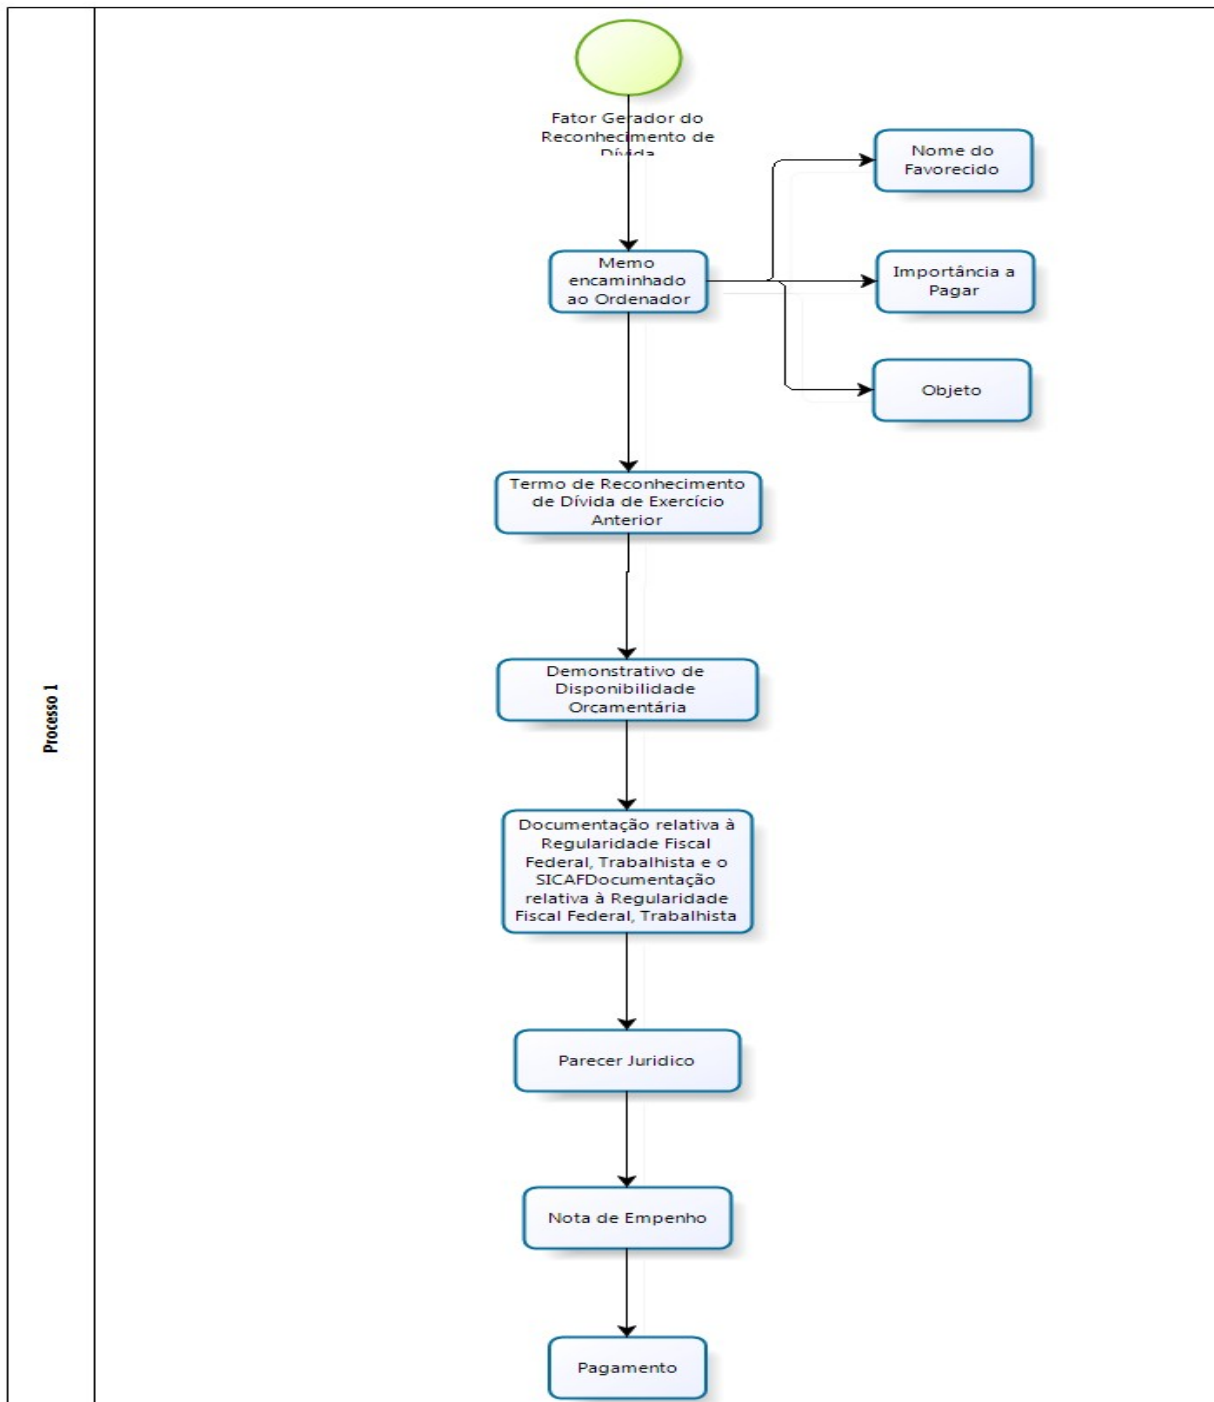 Processo 1
Fator Gerador do
Reconhecimento de
Dívida
Nome do
Favorecido
Memo
encaminhado
ao Ordenador
Importância a
Pagar
Objeto
Termo de Reconhecimento
de Dívida de Exercício
Anterior
Demonstrativo de
Disponibilidade
Orçamentária
Documentação relativa à
Regularidade Fiscal
Federal, Trabalhista e o
SICAFDocumentação
relativa à Regularidade
Fiscal Federal, Trabalhista
Parecer Juridico
Nota de Empenho
Pagamento